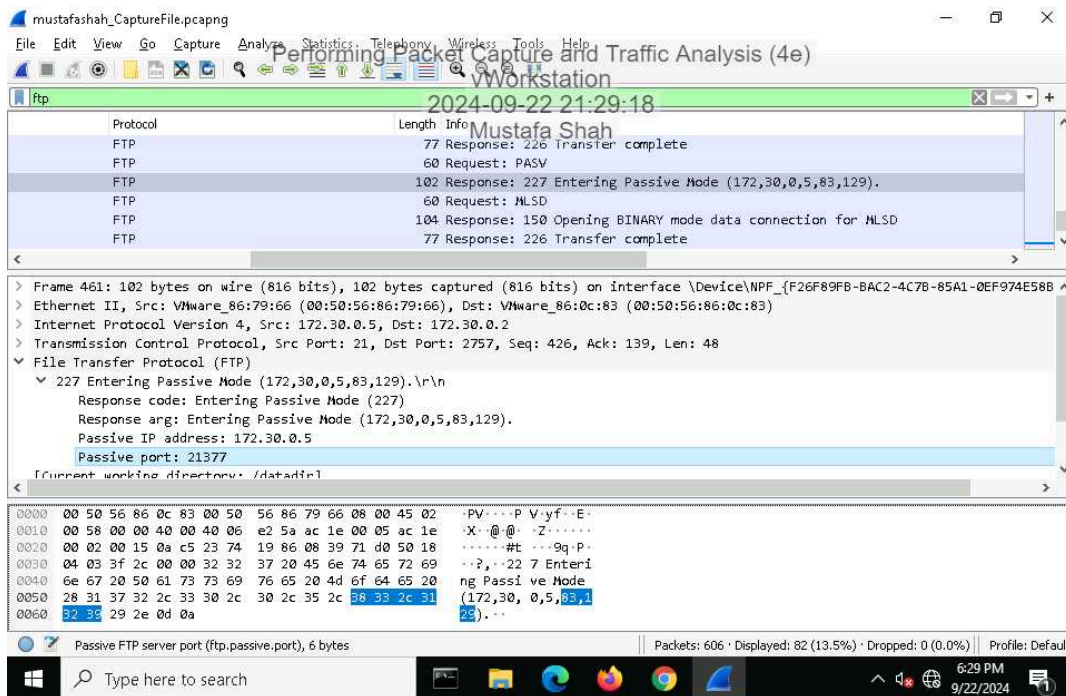 mustafashah_CaptureFile.pcapng
File Edit View Go Capture Analyze Statistics Telephony Wireless Tools Help
Performing Packet Capture and Traffic Analysis (4e)
vWorkstation
2024-09-22 21:29:18
Mustafa Shah
ftp
Protocol Length Info
FTP 77 Response: 226 Transfer complete
FTP 60 Request: PASV
FTP 102 Response: 227 Entering Passive Mode (172,30,0,5,83,129).
FTP 60 Request: MLSD
FTP 104 Response: 150 Opening BINARY mode data connection for MLSD
FTP 77 Response: 226 Transfer complete
Frame 461: 102 bytes on wire (816 bits), 102 bytes captured (816 bits) on interface \Device\NPF_{F26F89FB-BAC2-4C7B-85A1-0EF974E58B
Ethernet II, Src: VMware_86:79:66 (00:50:56:86:79:66), Dst: VMware_86:0c:83 (00:50:56:86:0c:83)
Internet Protocol Version 4, Src: 172.30.0.5, Dst: 172.30.0.2
Transmission Control Protocol, Src Port: 21, Dst Port: 2757, Seq: 426, Ack: 139, Len: 48
File Transfer Protocol (FTP)
227 Entering Passive Mode (172,30,0,5,83,129).\r\n
Response code: Entering Passive Mode (227)
Response arg: Entering Passive Mode (172,30,0,5,83,129).
Passive IP address: 172.30.0.5
Passive port: 21377
[Current working directory: /datadir]
0000 00 50 56 86 0c 83 00 50 56 86 79 66 08 00 45 02 ·PV····P V·yf··E·
0010 00 58 00 00 40 00 40 06 e2 5a ac 1e 00 05 ac 1e ·X··@·@· ·Z······
0020 00 02 00 15 0a c5 23 74 19 86 08 39 71 d0 50 18 ······#t ···9q·P·
0030 04 03 3f 2c 00 00 32 32 37 20 45 6e 74 65 72 69 ··?,··22 7 Enteri
0040 6e 67 20 50 61 73 73 69 76 65 20 4d 6f 64 65 20 ng Passi ve Mode
0050 28 31 37 32 2c 33 30 2c 30 2c 35 2c 38 33 2c 31 (172,30, 0,5,83,1
0060 32 39 29 2e 0d 0a 29).··
Passive FTP server port (ftp.passive.port), 6 bytes Packets: 606 · Displayed: 82 (13.5%) · Dropped: 0 (0.0%) Profile: Defaul
Type here to search 6:29 PM
9/22/2024